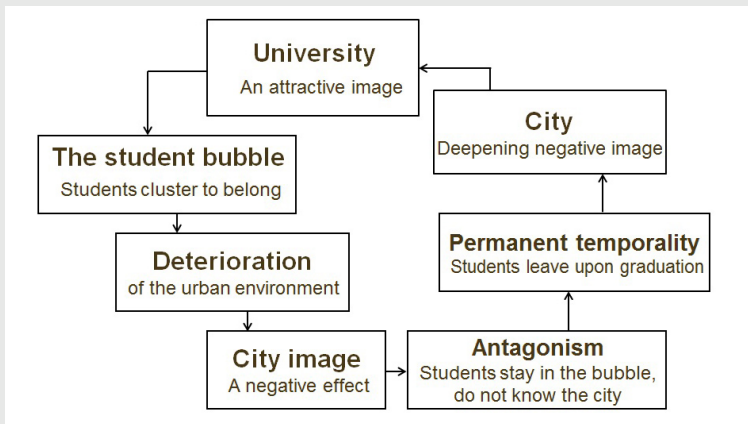 University
An attractive image
City
Deepening negative image
The student bubble
Students cluster to belong
Permanent temporality
Students leave upon graduation
Deterioration
of the urban environment
City image
A negative effect
Antagonism
Students stay in the bubble,
do not know the city